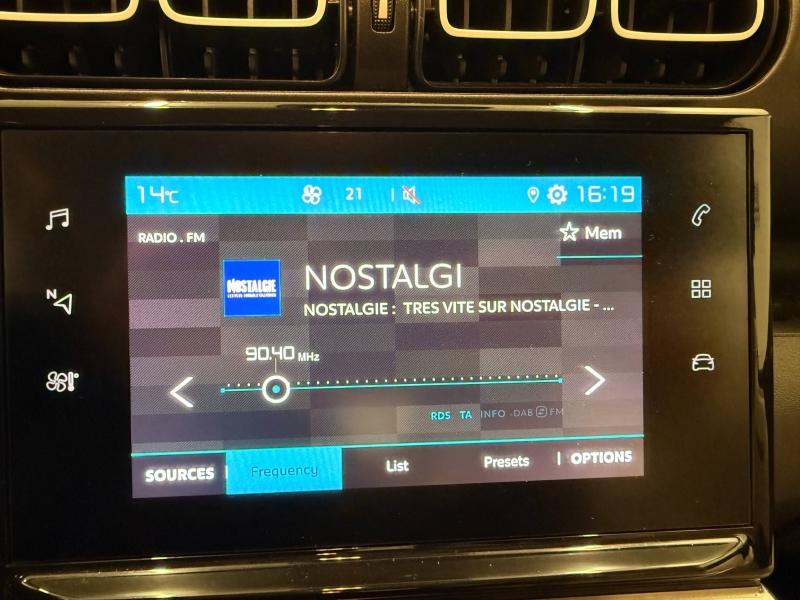 14°C 21 16:19
RADIO . FM
Mem
NOSTALGIE
NOSTALGI
NOSTALGIE : TRES VITE SUR NOSTALGIE - ...
90.40 MHz
RDS TA INFO DAB FM
SOURCES Frequency List Presets OPTIONS
N